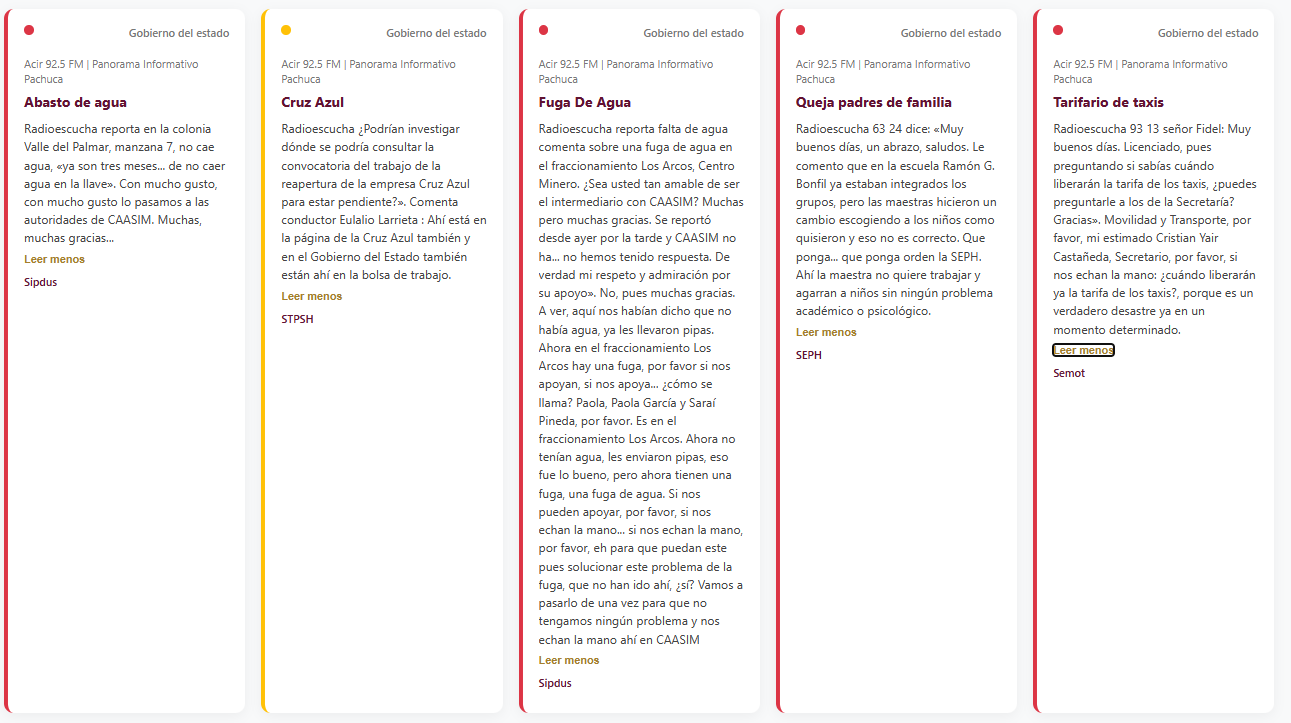 Gobierno del estado
Acir 92.5 FM | Panorama Informativo
Pachuca
Abasto de agua
Radioescucha reporta en la colonia
Valle del Palmar, manzana 7, no cae
agua, «ya son tres meses... de no caer
agua en la llave». Con mucho gusto,
con mucho gusto lo pasamos a las
autoridades de CAASIM. Muchas,
muchas gracias...
Leer menos
Sipdus
Gobierno del estado
Acir 92.5 FM | Panorama Informativo
Pachuca
Cruz Azul
Radioescucha ¿Podrían investigar
dónde se podría consultar la
convocatoria del trabajo de la
reapertura de la empresa Cruz Azul
para estar pendiente?». Comenta
conductor Eulalio Larrieta : Ahí está en
la página de la Cruz Azul también y
en el Gobierno del Estado también
están ahí en la bolsa de trabajo.
Leer menos
STPSH
Gobierno del estado
Acir 92.5 FM | Panorama Informativo
Pachuca
Fuga De Agua
Radioescucha reporta falta de agua
comenta sobre una fuga de agua en
el fraccionamiento Los Arcos, Centro
Minero. ¿Sea usted tan amable de ser
el intermediario con CAASIM? Muchas
pero muchas gracias. Se reportó
desde ayer por la tarde y CAASIM no
ha... no hemos tenido respuesta. De
verdad mi respeto y admiración por
su apoyo». No, pues muchas gracias.
A ver, aquí nos habían dicho que no
había agua, ya les llevaron pipas.
Ahora en el fraccionamiento Los
Arcos hay una fuga, por favor si nos
apoyan, si nos apoya... ¿cómo se
llama? Paola, Paola García y Saraí
Pineda, por favor. Es en el
fraccionamiento Los Arcos. Ahora no
tenían agua, les enviaron pipas, eso
fue lo bueno, pero ahora tienen una
fuga, una fuga de agua. Si nos
pueden apoyar, por favor, si nos
echan la mano... si nos echan la mano,
por favor, eh para que puedan este
pues solucionar este problema de la
fuga, que no han ido ahí, ¿sí? Vamos a
pasarlo de una vez para que no
tengamos ningún problema y nos
echan la mano ahí en CAASIM
Leer menos
Sipdus
Gobierno del estado
Acir 92.5 FM | Panorama Informativo
Pachuca
Queja padres de familia
Radioescucha 63 24 dice: «Muy
buenos días, un abrazo, saludos. Le
comento que en la escuela Ramón G.
Bonfil ya estaban integrados los
grupos, pero las maestras hicieron un
cambio escogiendo a los niños como
quisieron y eso no es correcto. Que
ponga... que ponga orden la SEPH.
Ahí la maestra no quiere trabajar y
agarran a niños sin ningún problema
académico o psicológico.
Leer menos
SEPH
Gobierno del estado
Acir 92.5 FM | Panorama Informativo
Pachuca
Tarifario de taxis
Radioescucha 93 13 señor Fidel: Muy
buenos días. Licenciado, pues
preguntando si sabías cuándo
liberarán la tarifa de los taxis, ¿puedes
preguntarle a los de la Secretaría?
Gracias». Movilidad y Transporte, por
favor, mi estimado Cristian Yair
Castañeda, Secretario, por favor, si
nos echan la mano: ¿cuándo liberarán
ya la tarifa de los taxis?, porque es un
verdadero desastre ya en un
momento determinado.
Leer menos
Semot